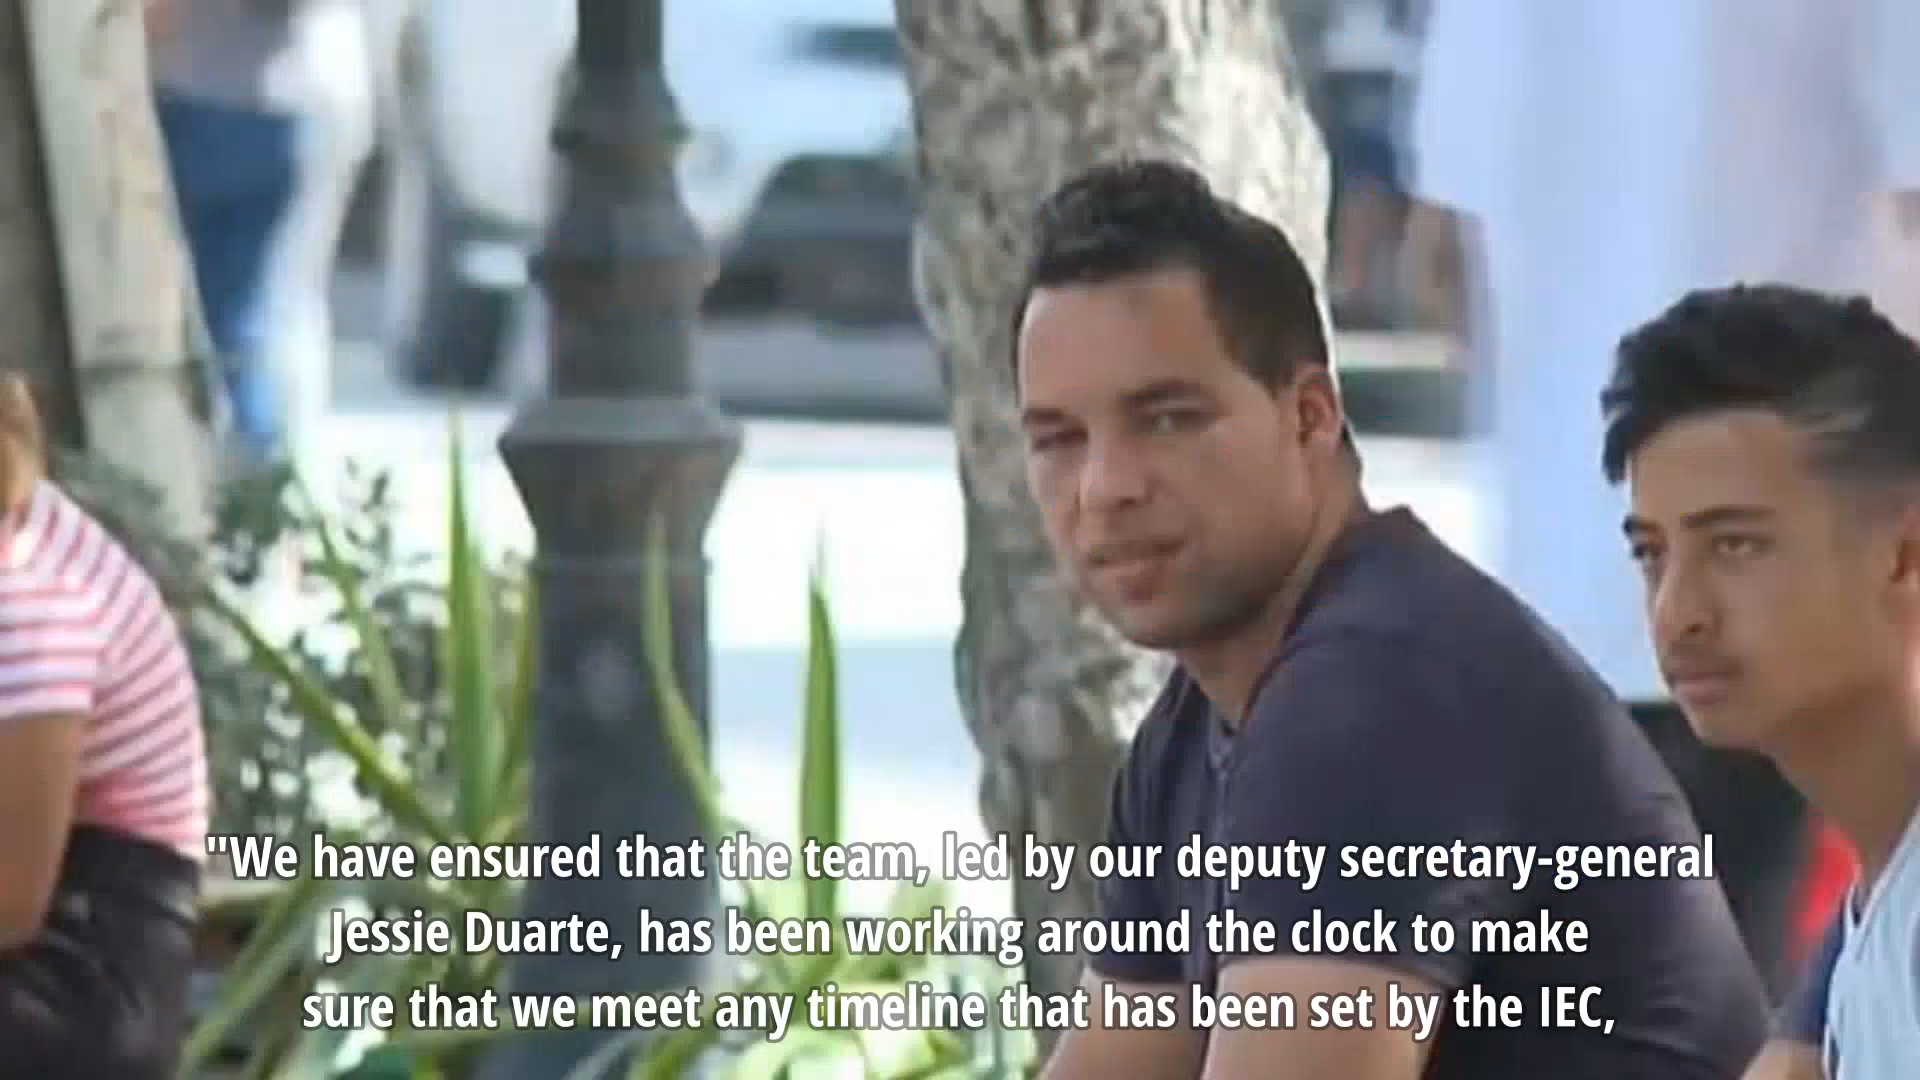 "We have ensured that the team, led by our deputy secretary-general
Jessie Duarte, has been working around the clock to make
sure that we meet any timeline that has been set by the IEC,